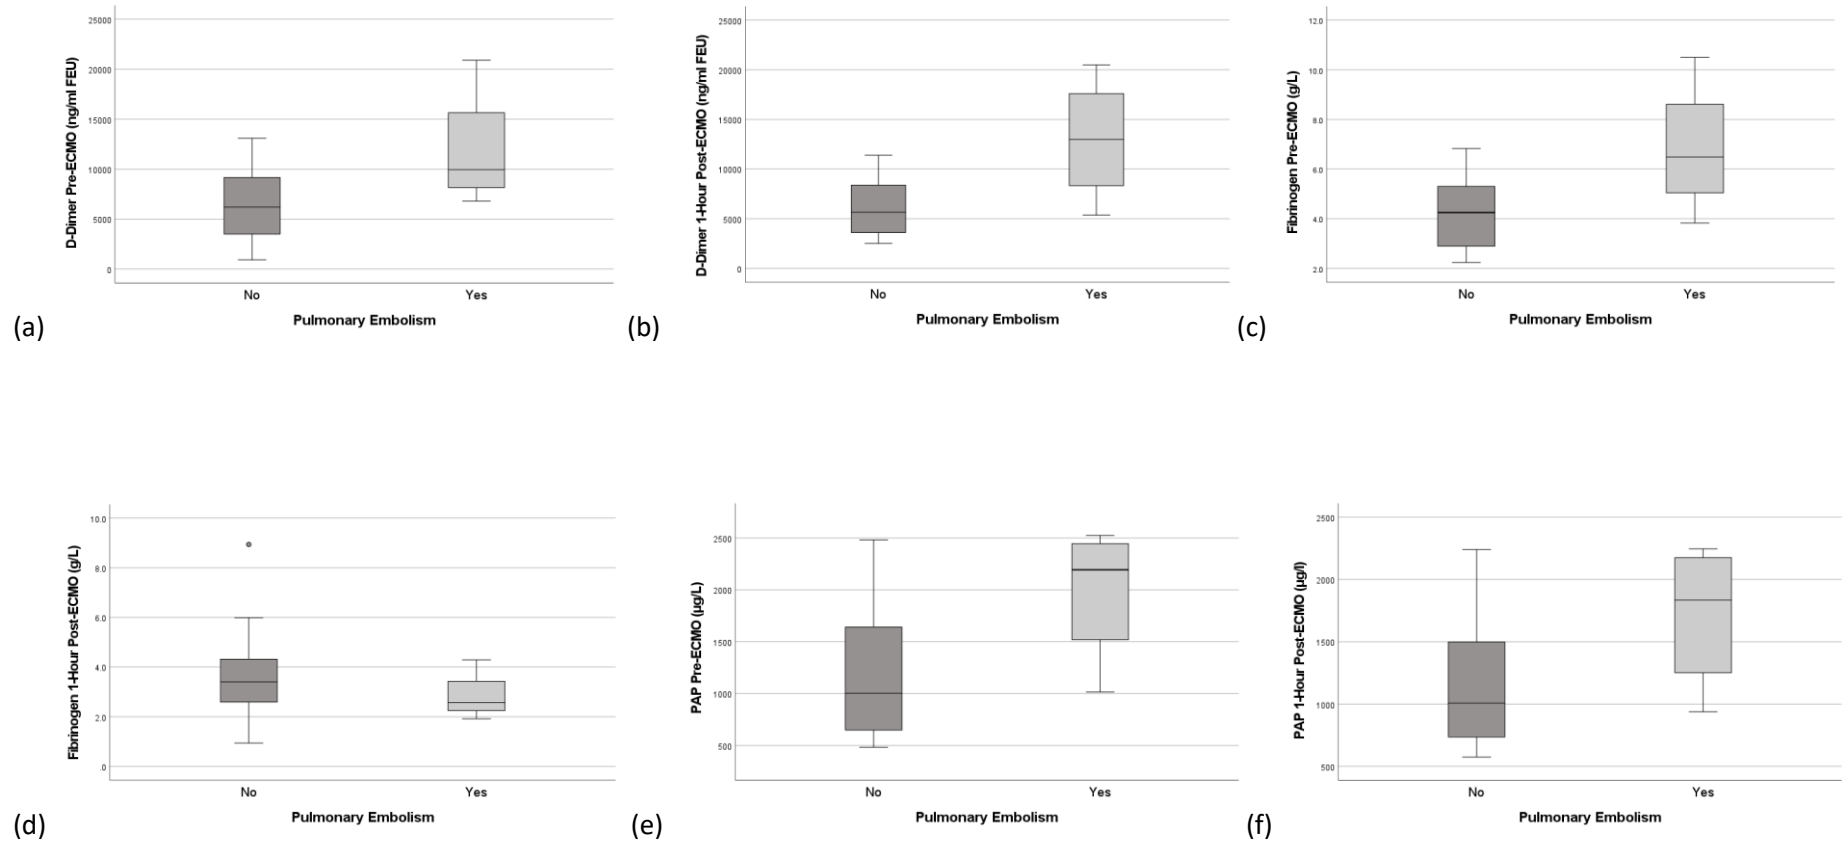 D-Dimer Pre-ECMO (ng/ml FEU)
25000
20000
15000
10000
5000
0
No
Yes
Pulmonary Embolism
(a)
D-Dimer 1-Hour Post-ECMO (ng/ml FEU)
25000
20000
15000
10000
5000
0
No
Yes
Pulmonary Embolism
(b)
Fibrinogen Pre-ECMO (g/L)
12.0
10.0
8.0
6.0
4.0
2.0
No
Yes
Pulmonary Embolism
(c)
Fibrinogen 1-Hour Post-ECMO (g/L)
10.0
8.0
6.0
4.0
2.0
.0
No
Yes
Pulmonary Embolism
(d)
PAP Pre-ECMO (µg/L)
2500
2000
1500
1000
500
No
Yes
Pulmonary Embolism
(e)
PAP 1-Hour Post-ECMO (µg/l)
2500
2000
1500
1000
500
No
Yes
Pulmonary Embolism
(f)